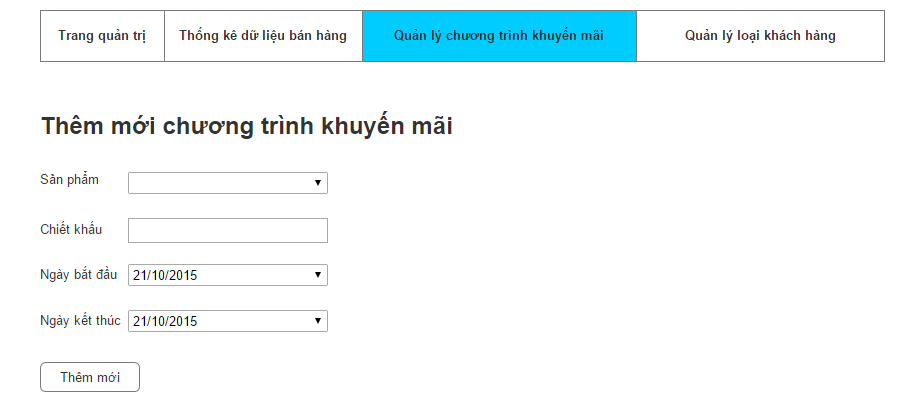 Trang quản trị Thống kê dữ liệu bán hàng Quản lý chương trình khuyến mãi Quản lý loại khách hàng
Thêm mới chương trình khuyến mãi
Sản phẩm
Chiết khấu
Ngày bắt đầu 21/10/2015
Ngày kết thúc 21/10/2015
Thêm mới